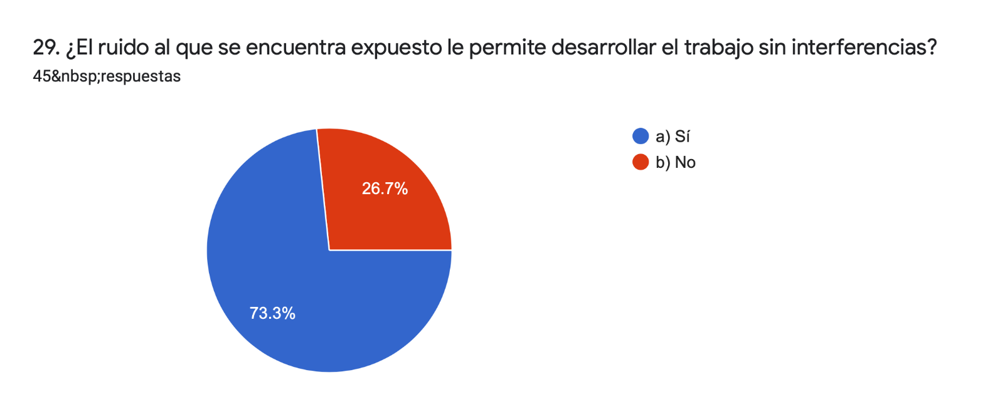 29. ¿El ruido al que se encuentra expuesto le permite desarrollar el trabajo sin interferencias?
45&nbsp;respuestas
a) Sí
b) No
26.7%
73.3%